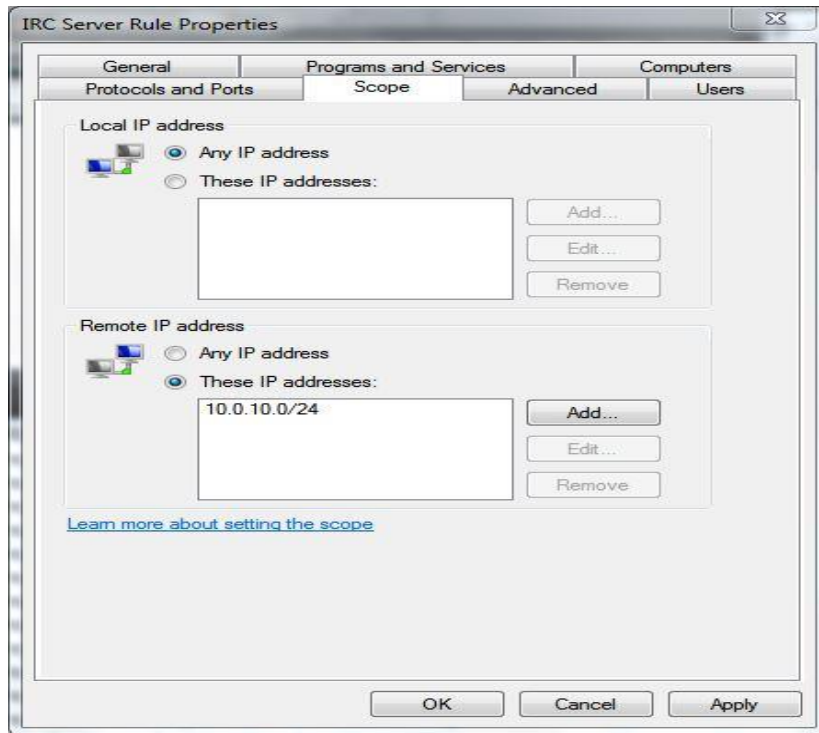 IRC Server Rule Properties
General Programs and Services Computers
Protocols and Ports Scope Advanced Users
Local IP address
Any IP address
These IP addresses:
Add...
Edit...
Remove
Remote IP address
Any IP address
These IP addresses:
10.0.10.0/24
Add...
Edit...
Remove
Learn more about setting the scope
OK Cancel Apply